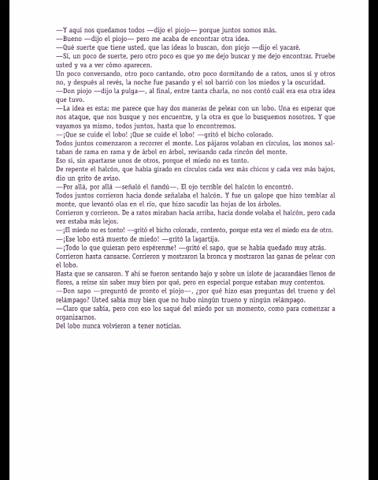 —Y aquí nos quedamos todos —dijo el piojo— porque juntos somos más.
—Bueno —dijo el piojo— pero me acaba de encontrar otra idea.
—Qué suerte que tiene usted, que las ideas lo buscan, don piojo —dijo el yacaré.
—Sí, un poco de suerte, pero otro poco es que yo me dejo buscar y me dejo encontrar. Pruebe
usted y va a ver cómo aparecen.
Un poco conversando, otro poco cantando, otro poco dormitando de a ratos, unos sí y otros
no, y después al revés, la noche fue pasando y el sol barrió con los miedos y la oscuridad.
—Don piojo —dijo la pulga—, al final, entre tanta charla, no nos contó cuál era esa otra idea
que tuvo.
—La idea es esta: me parece que hay dos maneras de pelear con un lobo. Una es esperar que
nos ataque, que nos busque y nos encuentre, y la otra es que lo busquemos nosotros. Y que
vayamos ya mismo, todos juntos, hasta que lo encontremos.
—¡Que se cuide el lobo! ¡Que se cuide el lobo! —gritó el bicho colorado.
Todos juntos comenzaron a recorrer el monte. Los pájaros volaban en círculos, los monos sal-
taban de rama en rama y de árbol en árbol, revisando cada rincón del monte.
Eso sí, sin apartarse unos de otros, porque el miedo no es tonto.
De repente el halcón, que había girado en círculos cada vez más chicos y cada vez más bajos,
dio un grito de aviso.
—Por allá, por allá —señaló el ñandú—. El ojo terrible del halcón lo encontró.
Todos juntos corrieron hacia donde señalaba el halcón. Y fue un galope que hizo temblar al
monte, que levantó olas en el río, que hizo sacudir las hojas de los árboles.
Corrieron y corrieron. De a ratos miraban hacia arriba, hacia donde volaba el halcón, pero cada
vez estaba más lejos.
—¡El miedo no es tonto! —gritó el bicho colorado, contento, porque esta vez el miedo era de otro.
—¡Ese lobo está muerto de miedo! —gritó la lagartija.
—¡Todo lo que quieran pero espérenme! —gritó el sapo, que se había quedado muy atrás.
Corrieron hasta cansarse. Corrieron y mostraron la bronca y mostraron las ganas de pelear con
el lobo.
Hasta que se cansaron. Y ahí se fueron sentando bajo y sobre un islote de jacarandáes llenos de
flores, a reírse sin saber muy bien por qué, pero en especial porque estaban muy contentos.
—Don sapo —preguntó de pronto el piojo—, ¿por qué hizo esas preguntas del trueno y del
relámpago? Usted sabía muy bien que no hubo ningún trueno y ningún relámpago.
—Claro que sabía, pero con eso los saqué del miedo por un momento, como para comenzar a
organizarnos.
Del lobo nunca volvieron a tener noticias.